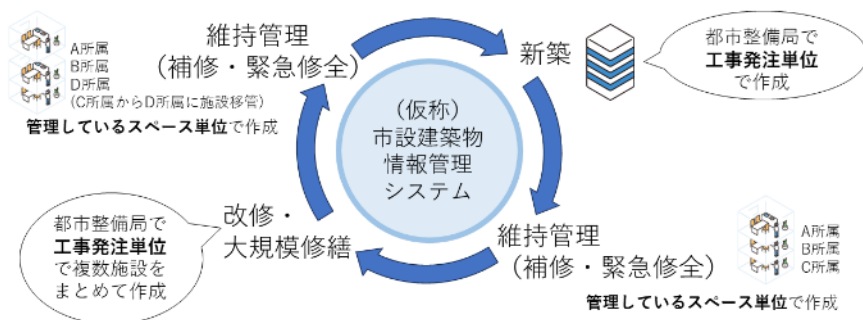 A所属
B所属
D所属
(C所属からD所属に施設移管)
管理しているスペース単位で作成
維持管理
（補修・緊急修全）
新築
都市整備局で
工事発注単位
で作成
（仮称）
市設建築物
情報管理
システム
都市整備局で
工事発注単位
で複数施設を
まとめて作成
改修・
大規模修繕
維持管理
（補修・緊急修全）
A所属
B所属
C所属
管理しているスペース単位で作成